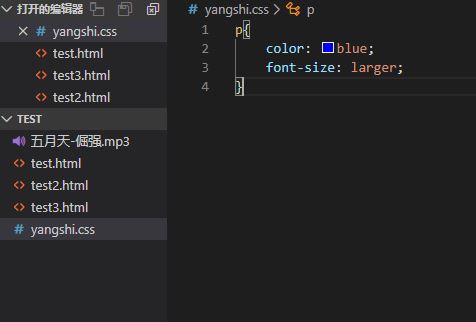 打开的编辑器
yangshi.css
test.html
test3.html
test2.html
TEST
五月天-倔强.mp3
test.html
test2.html
test3.html
yangshi.css
yangshi.css > p
1 p{
2 color: blue;
3 font-size: larger;
4 }